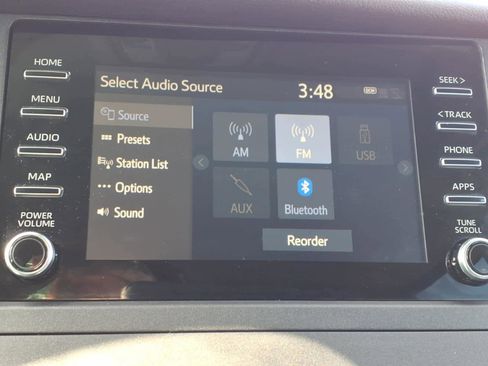 HOME
MENU
AUDIO
MAP
POWER
VOLUME
Select Audio Source
3:48
DCM
Source
Presets
Station List
Options
Sound
AM
FM
USB
AUX
Bluetooth
Reorder
SEEK >
< TRACK
PHONE
APPS
TUNE
SCROLL